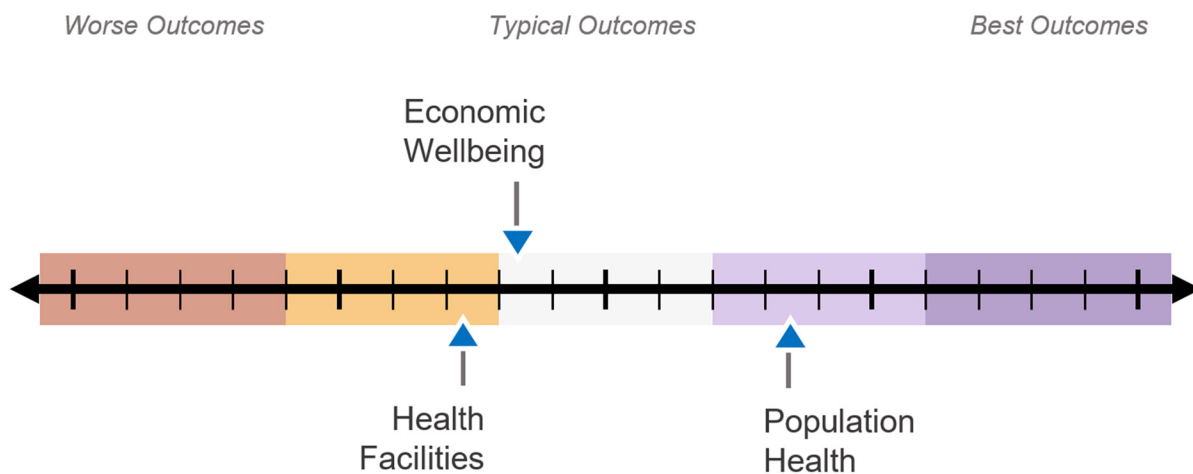 Worse Outcomes
Typical Outcomes
Best Outcomes
Economic
Wellbeing
Health
Facilities
Population
Health